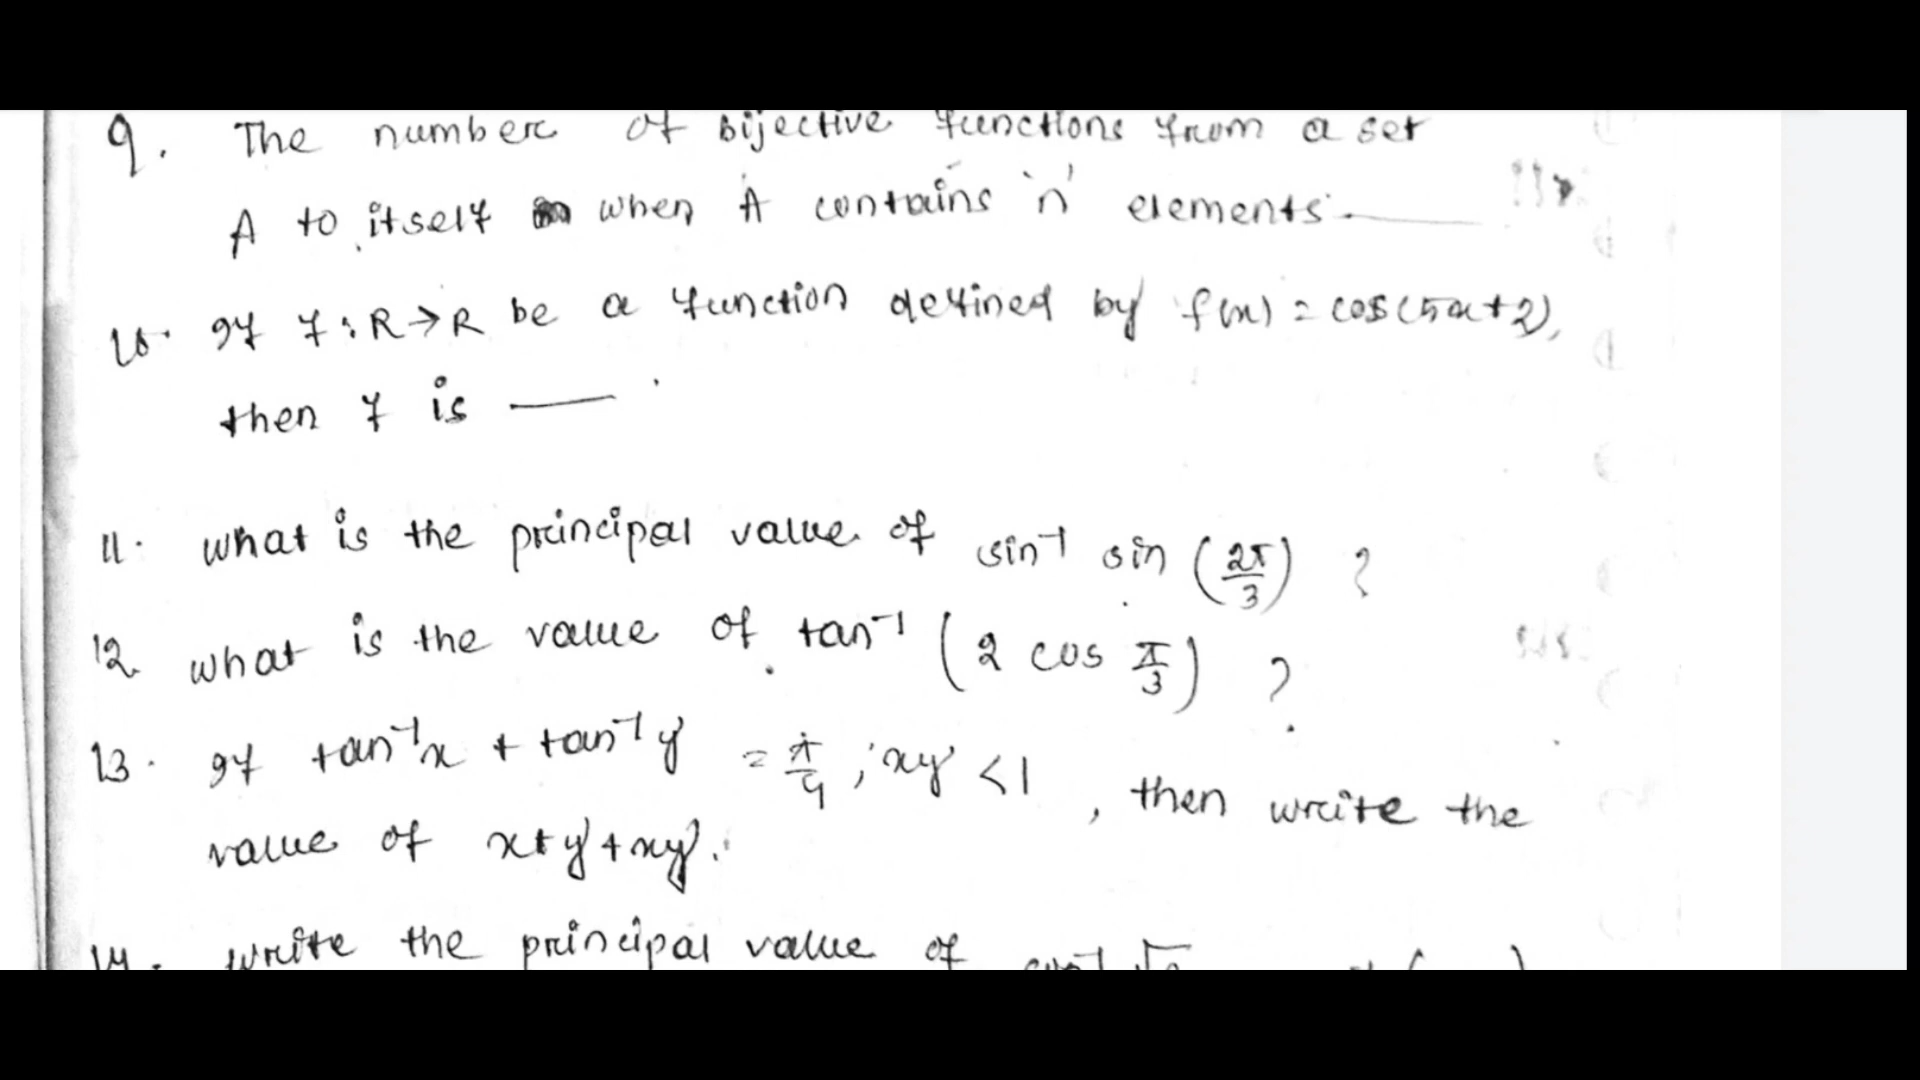 9. The number of bijective functions from a set
A to itself when A contains 'n' elements
10. If f : R→R be a function defined by f(x) = cos(5x+2),
then f is
11. what is the principal value of sin⁻¹ sin (2π/3) ?
12. what is the value of tan⁻¹ (2 cos π/3) ?
13. If tan⁻¹x + tan⁻¹y = π/4 ; xy < 1, then write the
value of x+y+xy.
14. write the principal value of